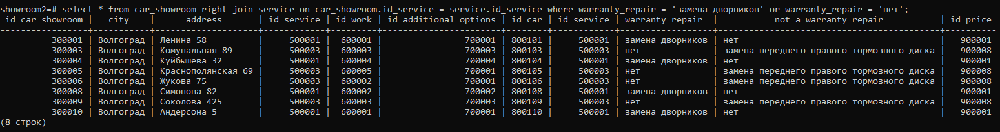 showroom2=# select * from car_showroom right join service on car_showroom.id_service = service.id_service where warranty_repair = 'замена дворников' or warranty_repair = 'нет';
 id_car_showroom |   city    |      address       | id_service | id_work | id_additional_options | id_car | id_service | warranty_repair  |           not_a_warranty_repair           | id_price
-----------------+-----------+--------------------+------------+---------+-----------------------+--------+------------+------------------+-------------------------------------------+----------
          300001 | Волгоград | Ленина 58          |     500001 |  600001 |                700001 | 800101 |     500001 | замена дворников | нет                                       |   900001
          300003 | Волгоград | Комунальная 89     |     500003 |  600003 |                700003 | 800103 |     500003 | нет              | замена переднего правого тормозного диска |   900008
          300004 | Волгоград | Куйбышева 32       |     500001 |  600004 |                700004 | 800104 |     500001 | замена дворников | нет                                       |   900001
          300005 | Волгоград | Краснополянская 69 |     500003 |  600004 |                700001 | 800105 |     500003 | нет              | замена переднего правого тормозного диска |   900008
          300006 | Волгоград | Жукова 75          |     500003 |  600002 |                700001 | 800106 |     500003 | нет              | замена переднего правого тормозного диска |   900008
          300008 | Волгоград | Симонова 82        |     500001 |  600002 |                700002 | 800108 |     500001 | замена дворников | нет                                       |   900001
          300009 | Волгоград | Соколова 425       |     500003 |  600003 |                700003 | 800109 |     500003 | нет              | замена переднего правого тормозного диска |   900008
          300010 | Волгоград | Андерсона 5        |     500001 |  600001 |                700001 | 800110 |     500001 | замена дворников | нет                                       |   900001
(8 строк)